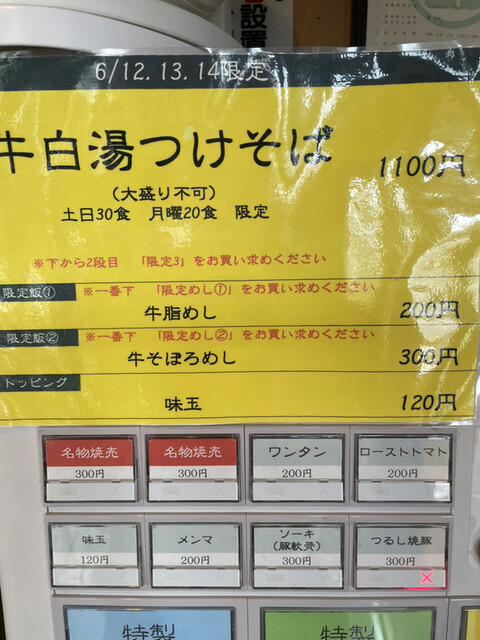 設置
6/12.13.14限定
牛白湯つけそば
1100円
(大盛り不可)
土日30食 月曜20食 限定
※下から2段目 「限定3」をお買い求めください
限定飯① ※一番下 「限定めし①」をお買い求めください
牛脂めし 200円
限定飯② ※一番下 「限定めし②」をお買い求めください
牛そぼろめし 300円
トッピング
味玉 120円
名物焼売 名物焼売 ワンタン ローストトマト
300円 300円 200円 200円
味玉 メンマ ソーキ つるし焼豚
(豚軟骨)
120円 200円 300円 300円
×
特製 特製